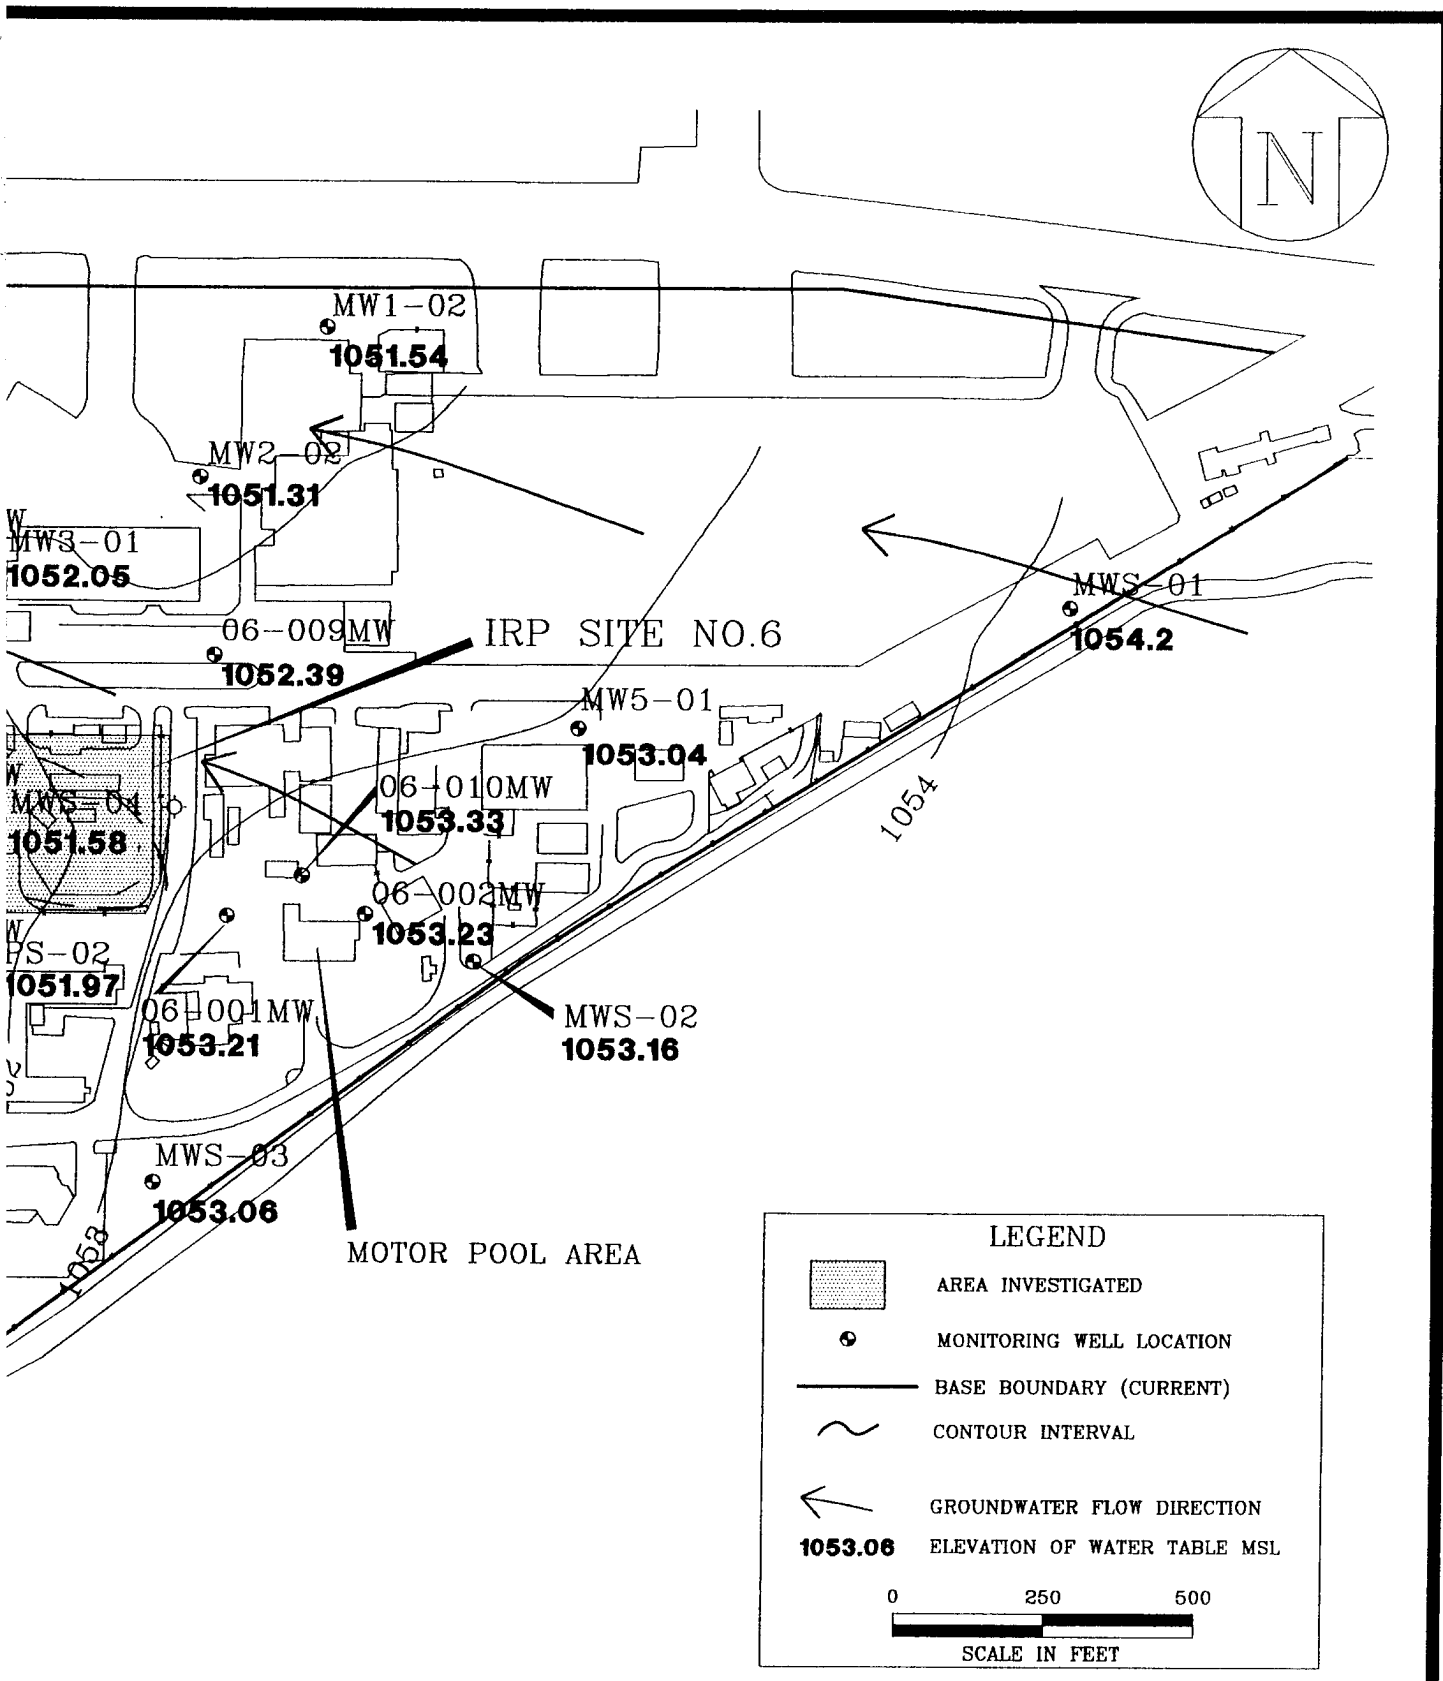 N
MW1-02
1051.54
MW2-02
1051.31
W
MW3-01
1052.05
06-009MW
1052.39
IRP SITE NO.6
MWS-01
1054.2
MW5-01
1053.04
W
MWS-04
1051.58
06-010MW
1053.33
1054
06-002MW
1053.23
W
PS-02
1051.97
06-001MW
1053.21
MWS-02
1053.16
MWS-03
1053.06
1053
MOTOR POOL AREA
LEGEND
AREA INVESTIGATED
MONITORING WELL LOCATION
BASE BOUNDARY (CURRENT)
CONTOUR INTERVAL
GROUNDWATER FLOW DIRECTION
1053.06 ELEVATION OF WATER TABLE MSL
0 250 500
SCALE IN FEET